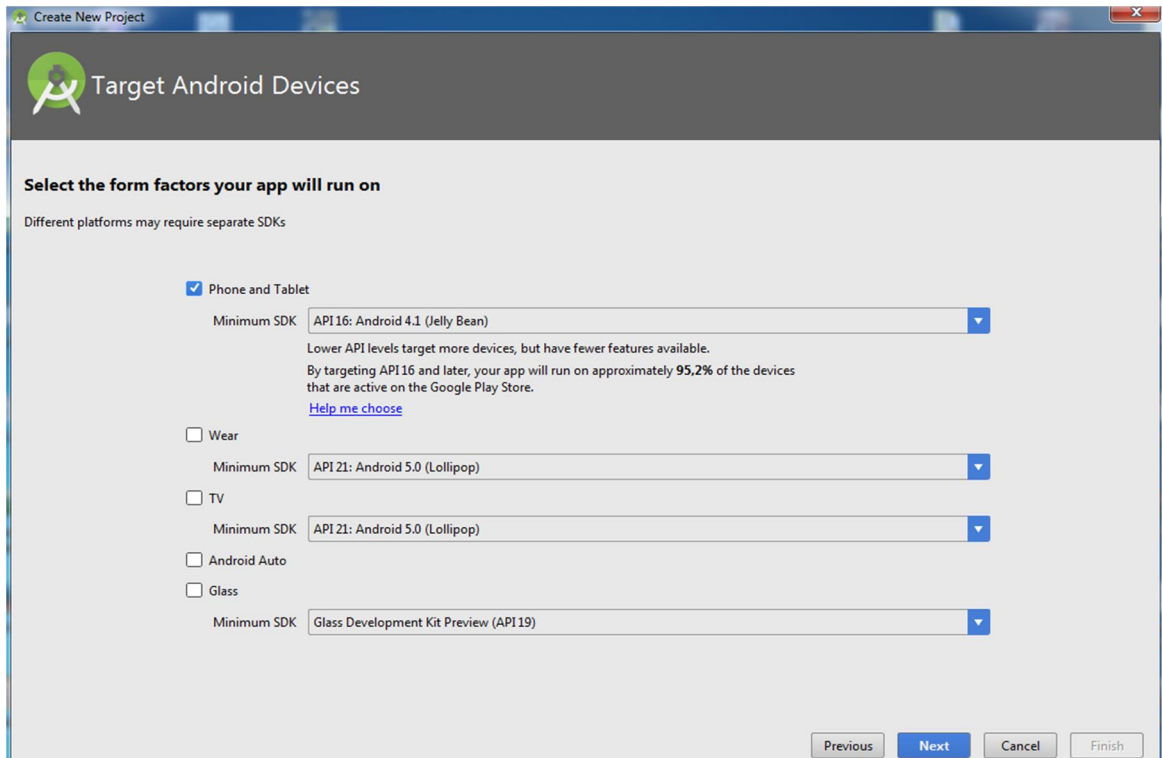 Create New Project
Target Android Devices
Select the form factors your app will run on
Different platforms may require separate SDKs
Phone and Tablet
Minimum SDK API 16: Android 4.1 (Jelly Bean)
Lower API levels target more devices, but have fewer features available.
By targeting API 16 and later, your app will run on approximately 95,2% of the devices
that are active on the Google Play Store.
Help me choose
Wear
Minimum SDK API 21: Android 5.0 (Lollipop)
TV
Minimum SDK API 21: Android 5.0 (Lollipop)
Android Auto
Glass
Minimum SDK Glass Development Kit Preview (API 19)
Previous Next Cancel Finish